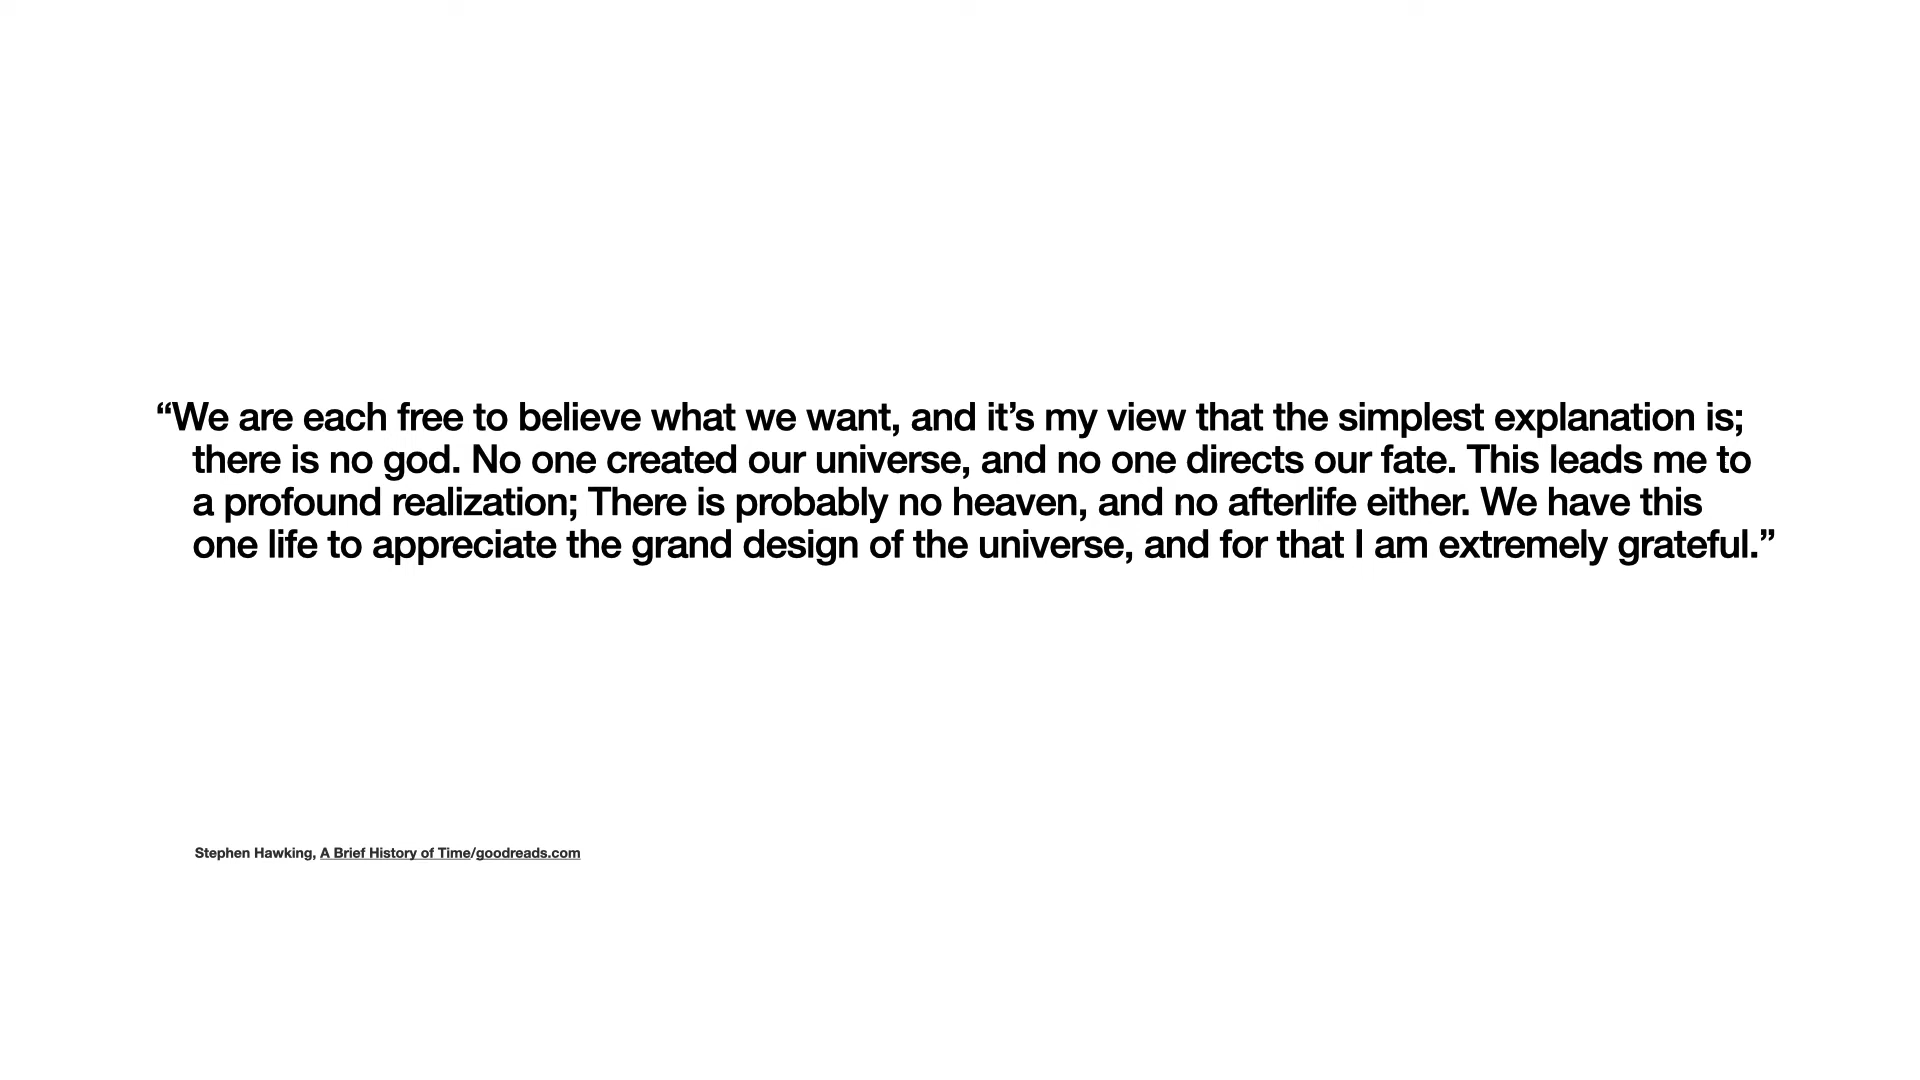 “We are each free to believe what we want, and it’s my view that the simplest explanation is;
there is no god. No one created our universe, and no one directs our fate. This leads me to
a profound realization; There is probably no heaven, and no afterlife either. We have this
one life to appreciate the grand design of the universe, and for that I am extremely grateful.”
Stephen Hawking, A Brief History of Time/goodreads.com